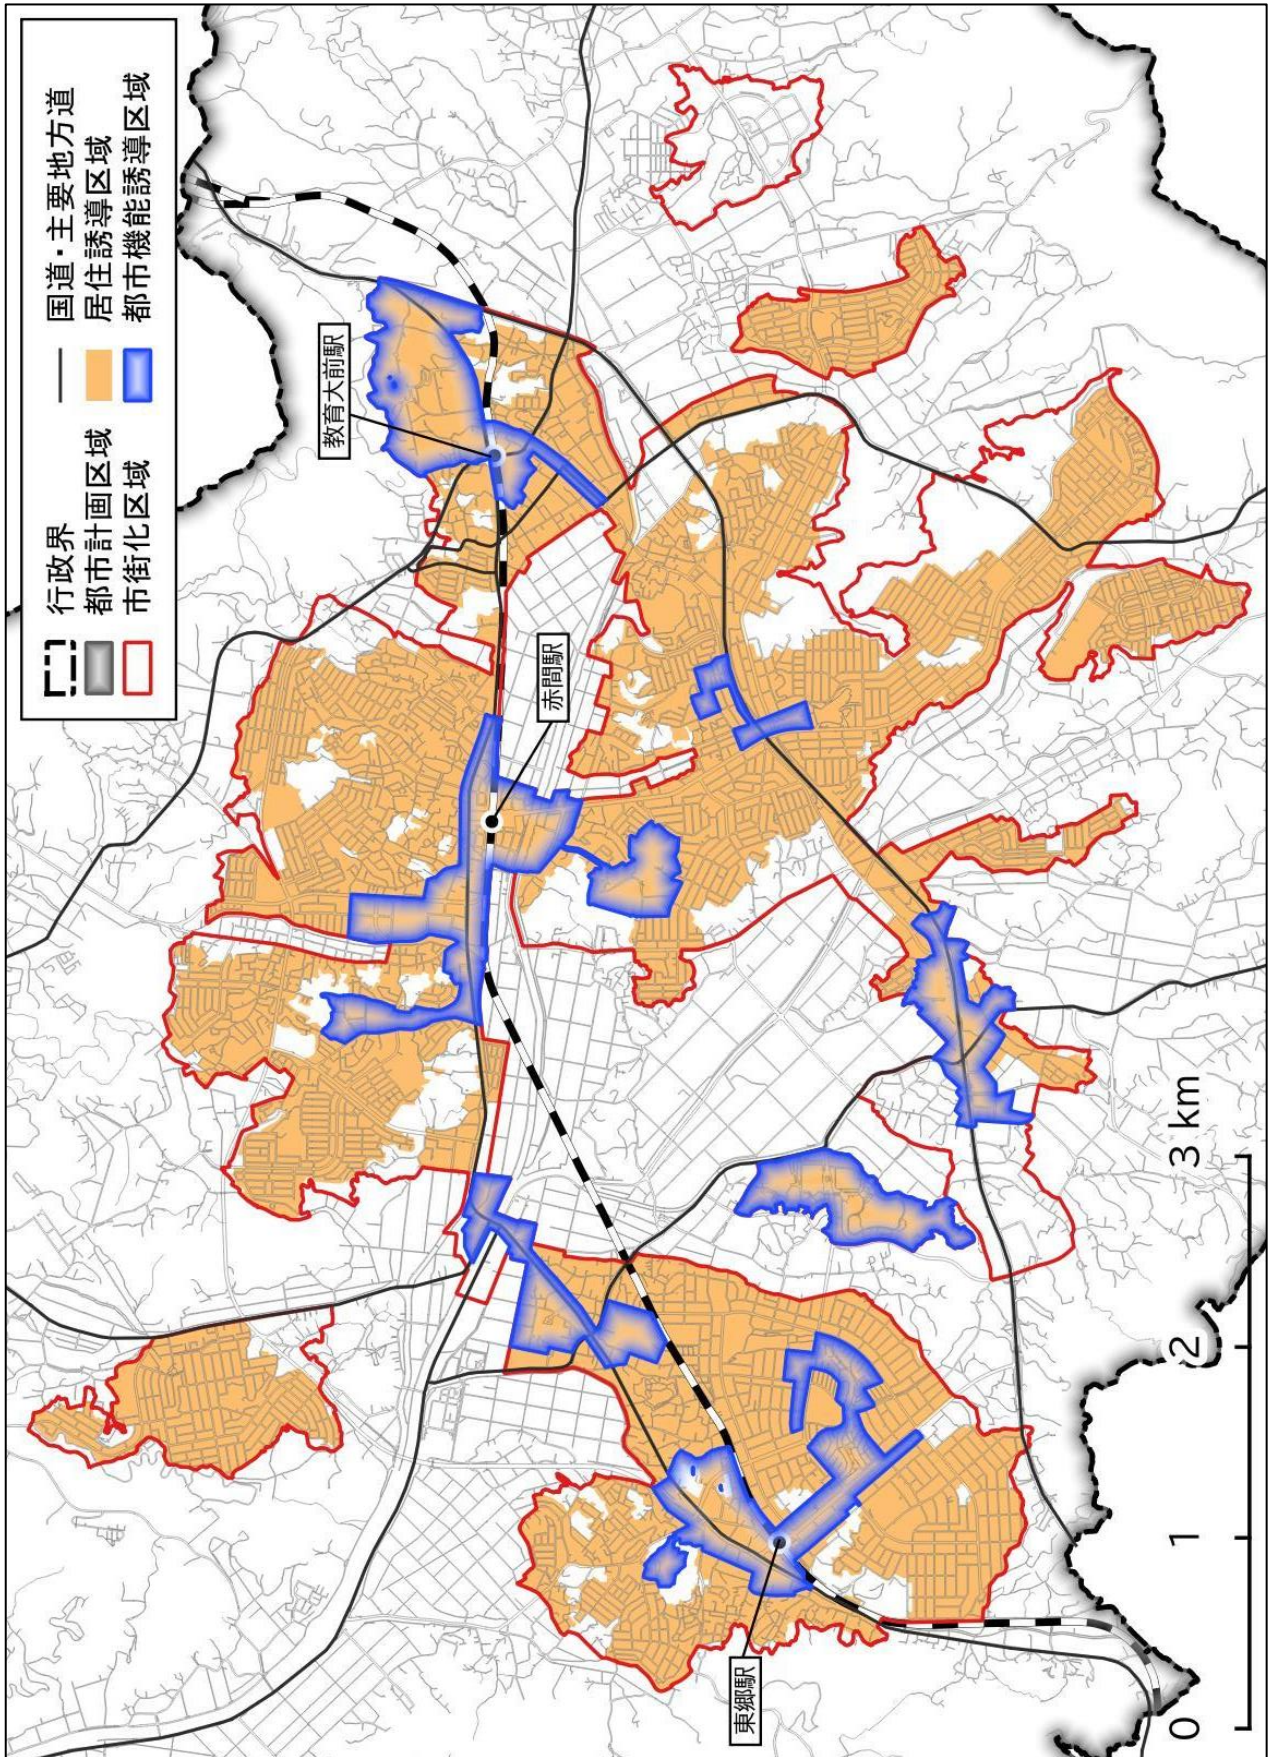 行政界
都市計画区域
市街化区域
国道・主要地方道
居住誘導区域
都市機能誘導区域
教育大前駅
赤間駅
東郷駅
0 1 2 3 km